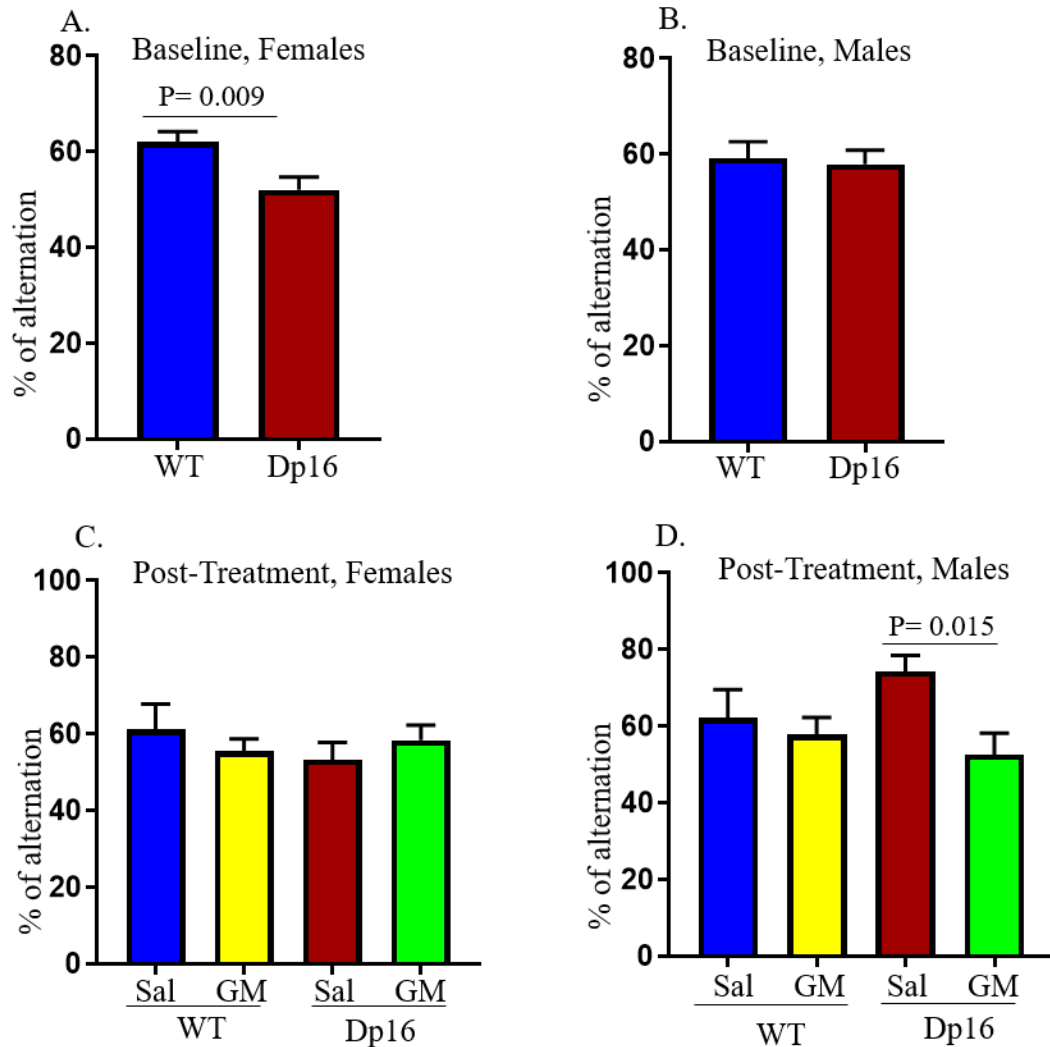 A.
Baseline, Females
P= 0.009
% of alternation
80
60
40
20
0
WT Dp16
B.
Baseline, Males
% of alternation
80
60
40
20
0
WT Dp16
C.
Post-Treatment, Females
% of alternation
100
80
60
40
20
0
Sal GM Sal GM
WT Dp16
D.
Post-Treatment, Males
P= 0.015
% of alternation
100
80
60
40
20
0
Sal GM Sal GM
WT Dp16